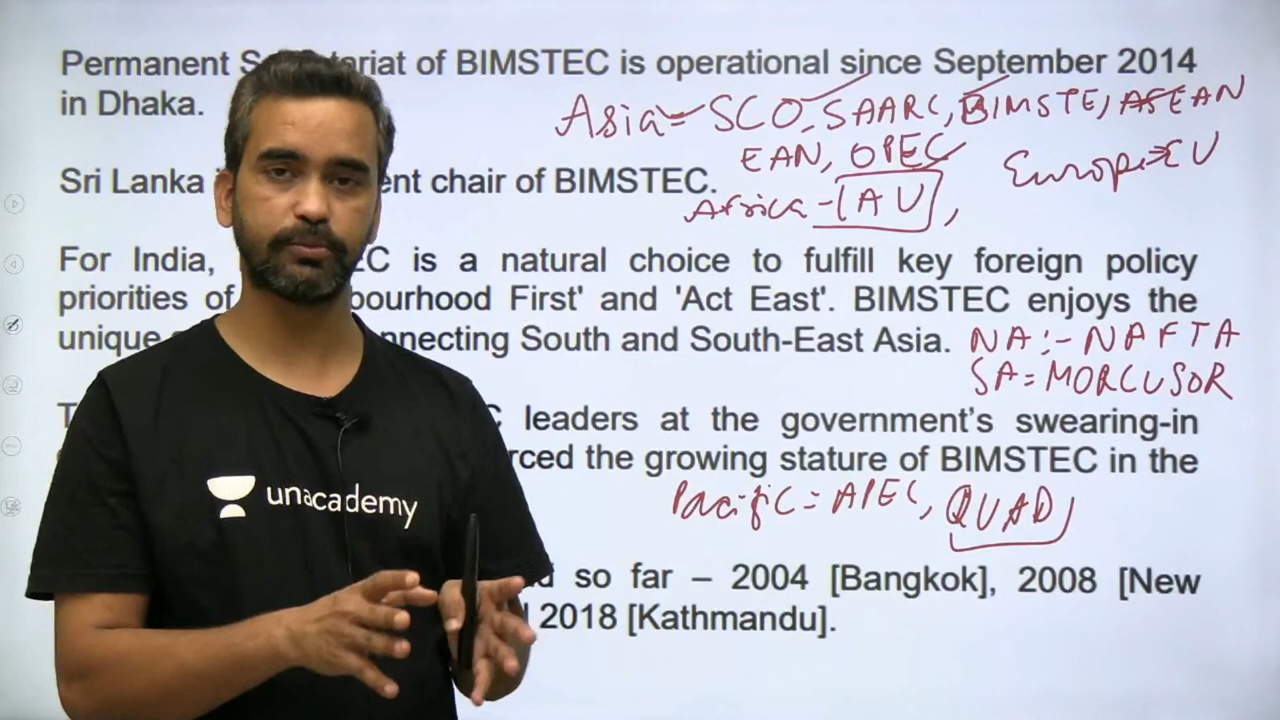 Permanent S tariat of BIMSTEC is operational since September 2014
in Dhaka.
Asia = SCO, SAARC, BIMSTE, ASEAN
EAN, OPEC
Europe EU
Sri Lanka ent chair of BIMSTEC.
Africa - [AU],
For India, EC is a natural choice to fulfill key foreign policy
priorities of bourhood First' and 'Act East'. BIMSTEC enjoys the
unique nnecting South and South-East Asia.
NA :- NAFTA
SA = MORCUSOR
T C leaders at the government's swearing-in
rced the growing stature of BIMSTEC in the
Pacific = APEC, QUAD
so far – 2004 [Bangkok], 2008 [New
2018 [Kathmandu].
unacademy